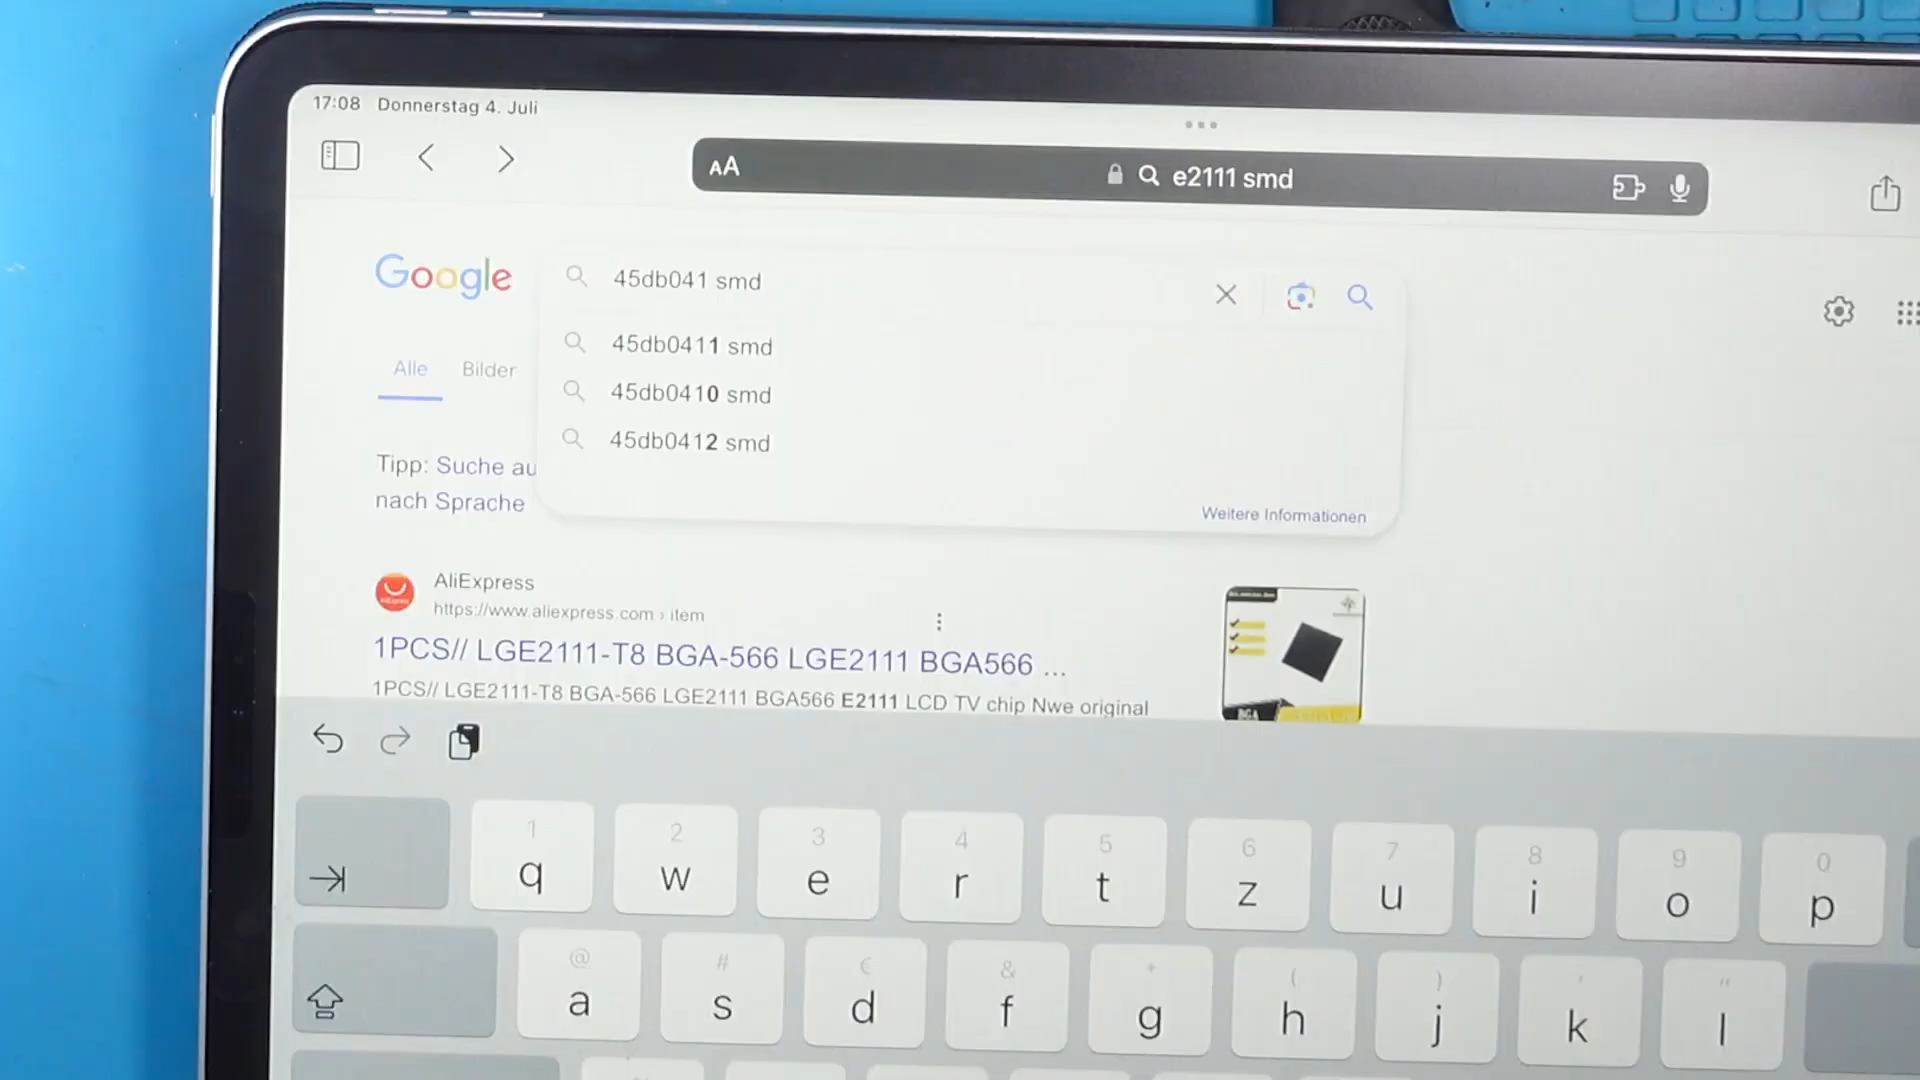 17:08 Donnerstag 4. Juli
AA e2111 smd
Google 45db041 smd
45db0411 smd
45db0410 smd
45db0412 smd
Weitere Informationen
Alle Bilder
Tipp: Suche au
nach Sprache
AliExpress
https://www.aliexpress.com › item
1PCS// LGE2111-T8 BGA-566 LGE2111 BGA566 ...
1PCS// LGE2111-T8 BGA-566 LGE2111 BGA566 E2111 LCD TV chip Nwe original
BGA
1 2 3 4 5 6 7 8 9 0
q w e r t z u i o p
@ # € & * ( ) ' "
a s d f g h j k l